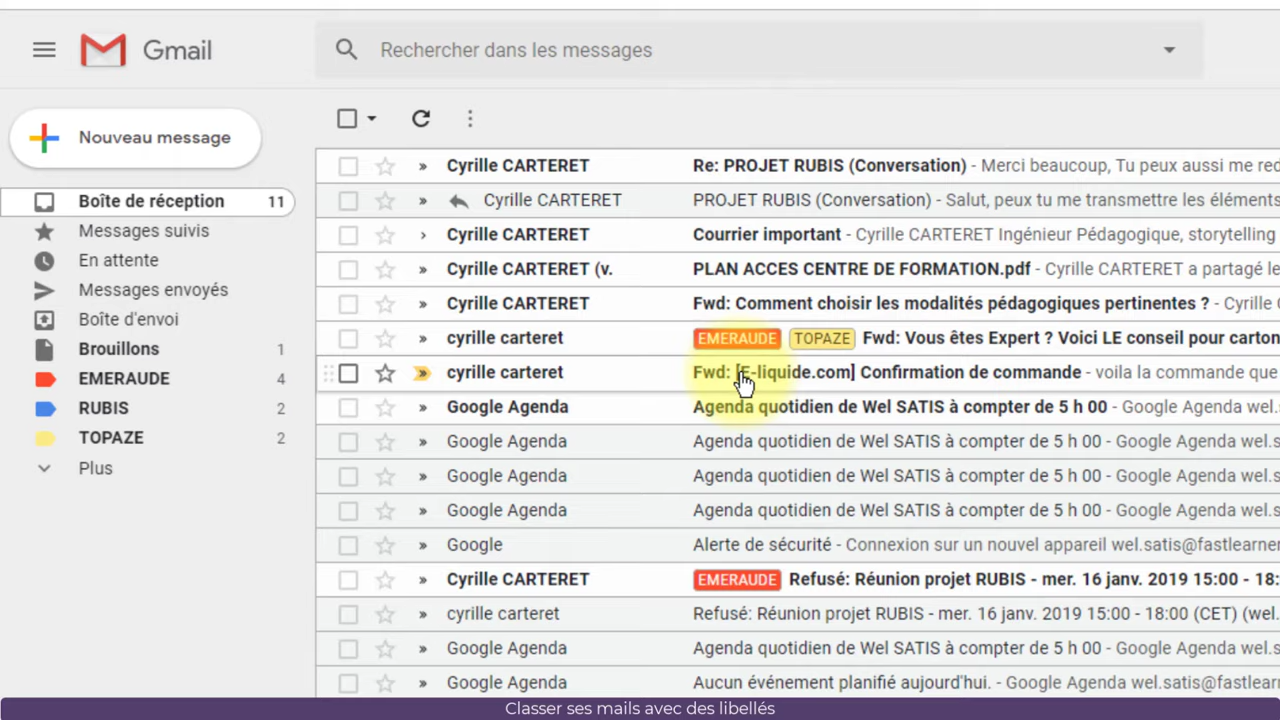 Gmail
Rechercher dans les messages
Nouveau message
Boîte de réception 11
Messages suivis
En attente
Messages envoyés
Boîte d'envoi
Brouillons 1
EMERAUDE 4
RUBIS 2
TOPAZE 2
Plus
Cyrille CARTERET Re: PROJET RUBIS (Conversation) - Merci beaucoup, Tu peux aussi me red
Cyrille CARTERET PROJET RUBIS (Conversation) - Salut, peux tu me transmettre les éléments
Cyrille CARTERET Courrier important - Cyrille CARTERET Ingénieur Pédagogique, storytelling
Cyrille CARTERET (v. PLAN ACCES CENTRE DE FORMATION.pdf - Cyrille CARTERET a partagé le
Cyrille CARTERET Fwd: Comment choisir les modalités pédagogiques pertinentes ? - Cyrille
cyrille carteret EMERAUDE TOPAZE Fwd: Vous êtes Expert ? Voici LE conseil pour carton
cyrille carteret Fwd: [E-liquide.com] Confirmation de commande - voila la commande que
Google Agenda Agenda quotidien de Wel SATIS à compter de 5 h 00 - Google Agenda wel.
Google Agenda Agenda quotidien de Wel SATIS à compter de 5 h 00 - Google Agenda wel.s
Google Agenda Agenda quotidien de Wel SATIS à compter de 5 h 00 - Google Agenda wel.s
Google Agenda Agenda quotidien de Wel SATIS à compter de 5 h 00 - Google Agenda wel.s
Google Alerte de sécurité - Connexion sur un nouvel appareil wel.satis@fastlearner
Cyrille CARTERET EMERAUDE Refusé: Réunion projet RUBIS - mer. 16 janv. 2019 15:00 - 18:
cyrille carteret Refusé: Réunion projet RUBIS - mer. 16 janv. 2019 15:00 - 18:00 (CET) (wel.
Google Agenda Agenda quotidien de Wel SATIS à compter de 5 h 00 - Google Agenda wel.s
Google Agenda Aucun événement planifié aujourd'hui. - Google Agenda wel.satis@fastlearn
Classer ses mails avec des libellés